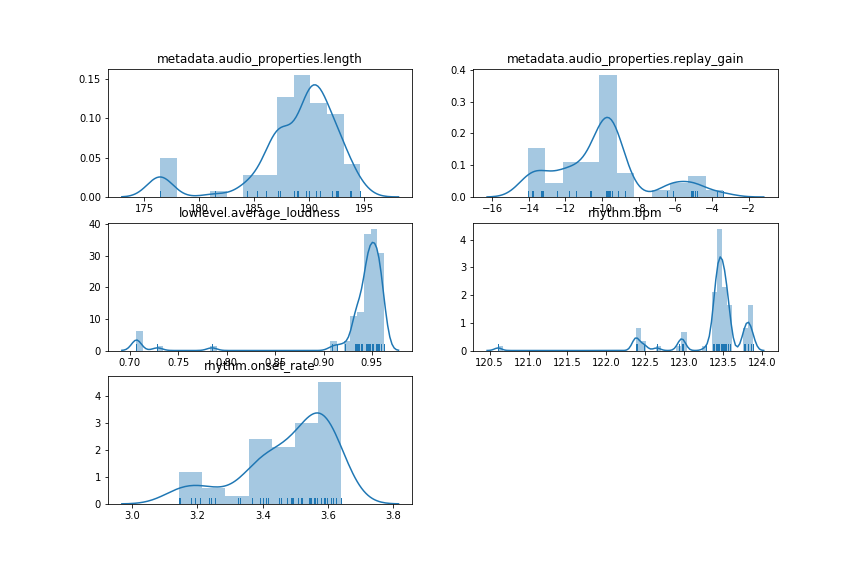 metadata.audio_properties.length
0.15
0.10
0.05
0.00
175 180 185 190 195
metadata.audio_properties.replay_gain
0.4
0.3
0.2
0.1
0.0
−16 −14 −12 −10 −8 −6 −4 −2
lowlevel.average_loudness
40
30
20
10
0
0.70 0.75 0.80 0.85 0.90 0.95
rhythm.bpm
4
3
2
1
0
120.5 121.0 121.5 122.0 122.5 123.0 123.5 124.0
rhythm.onset_rate
4
3
2
1
0
3.0 3.2 3.4 3.6 3.8